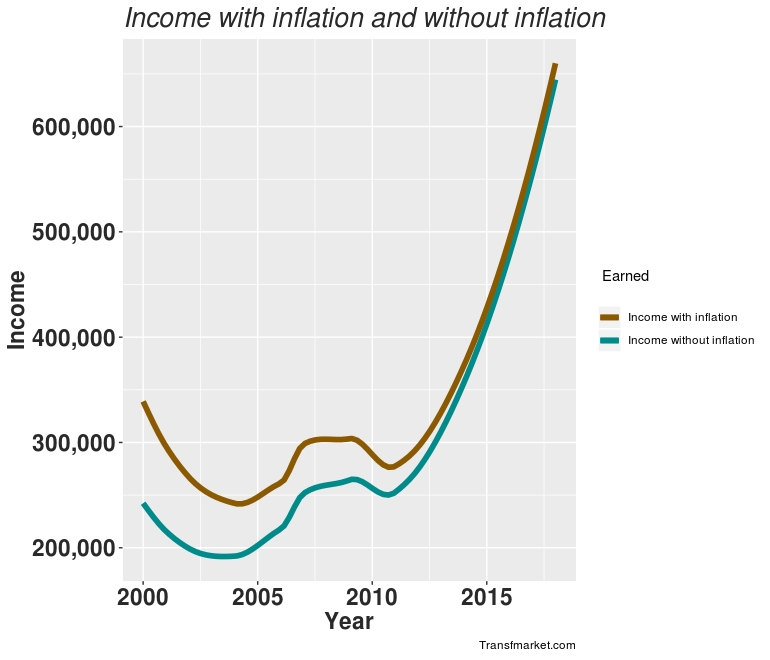 Income with inflation and without inflation
600,000
500,000
400,000
300,000
200,000
Income
2000 2005 2010 2015
Year
Earned
Income with inflation
Income without inflation
Transfmarket.com